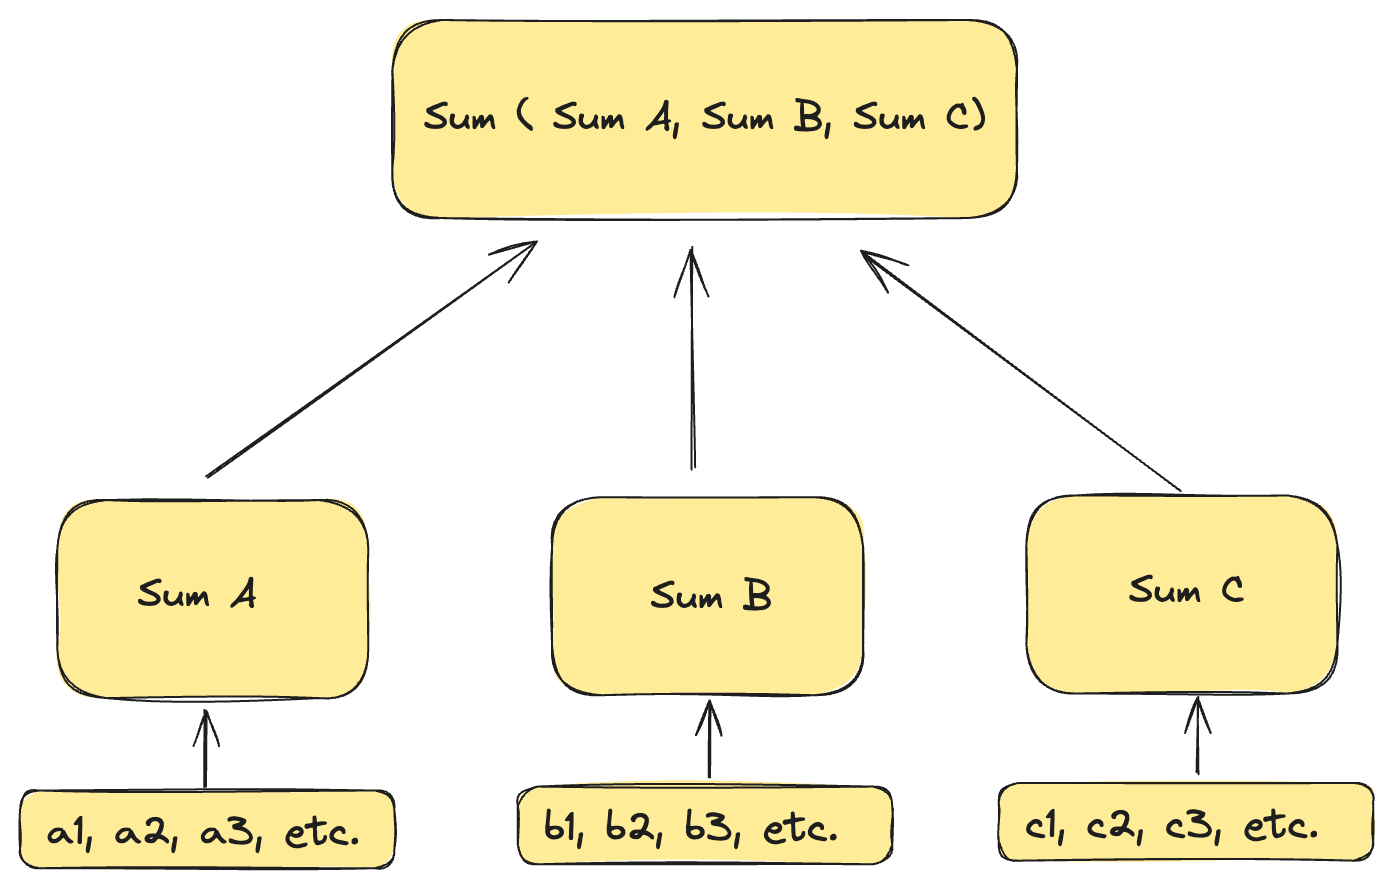 Sum ( Sum A, Sum B, Sum C)
Sum A
Sum B
Sum C
a1, a2, a3, etc.
b1, b2, b3, etc.
c1, c2, c3, etc.